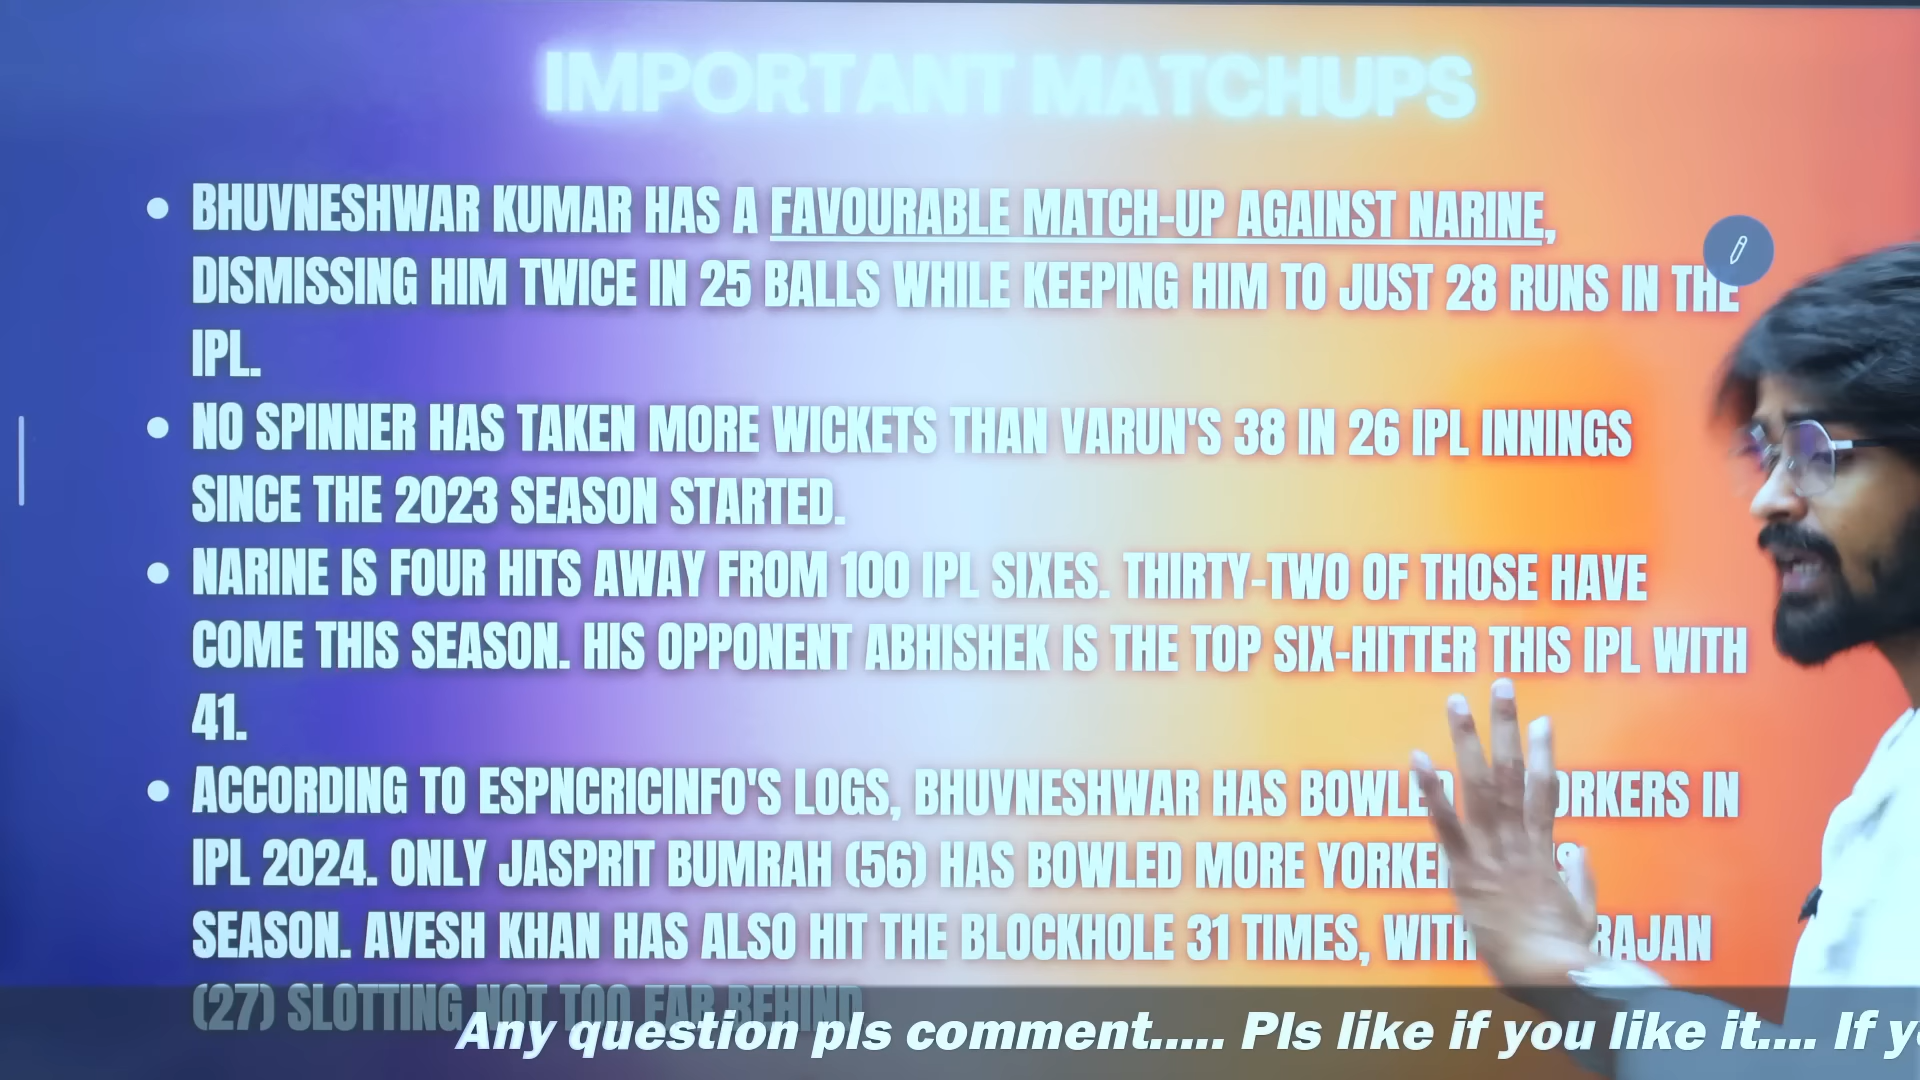 IMPORTANT MATCHUPS
• BHUVNESHWAR KUMAR HAS A FAVOURABLE MATCH-UP AGAINST NARINE,
DISMISSING HIM TWICE IN 25 BALLS WHILE KEEPING HIM TO JUST 28 RUNS IN THE
IPL.
• NO SPINNER HAS TAKEN MORE WICKETS THAN VARUN'S 38 IN 26 IPL INNINGS
SINCE THE 2023 SEASON STARTED.
• NARINE IS FOUR HITS AWAY FROM 100 IPL SIXES. THIRTY-TWO OF THOSE HAVE
COME THIS SEASON. HIS OPPONENT ABHISHEK IS THE TOP SIX-HITTER THIS IPL WITH
41.
• ACCORDING TO ESPNCRICINFO'S LOGS, BHUVNESHWAR HAS BOWLED IN
IPL 2024. ONLY JASPRIT BUMRAH (56) HAS BOWLED MORE
SEASON. AVESH KHAN HAS ALSO HIT THE BLOCKHOLE 31 TIMES, WITH
(27) SLOTTING NOT TOO FAR BEHIND
Any question pls comment..... Pls like if you like it.... If